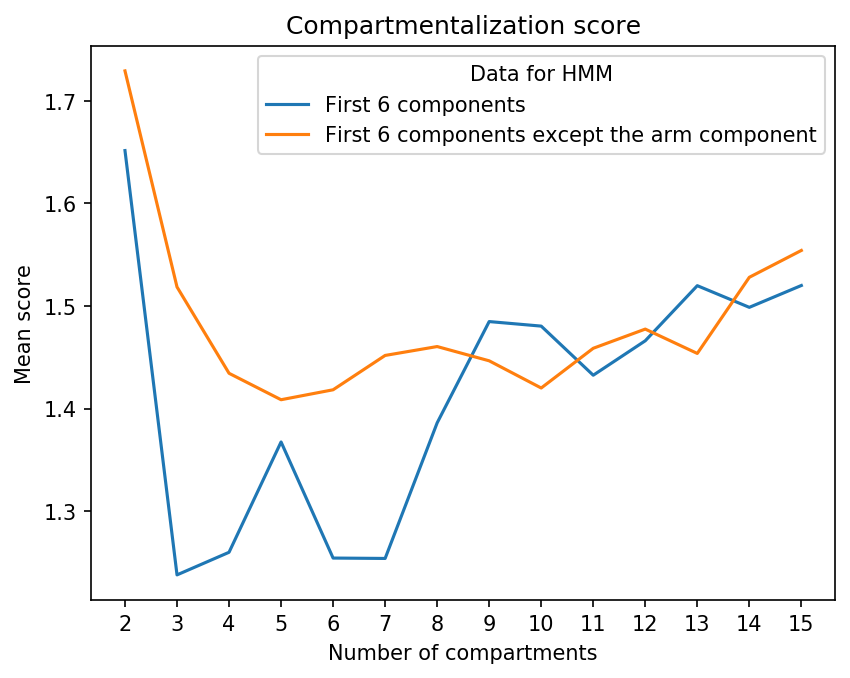 Compartmentalization score
Data for HMM
First 6 components
First 6 components except the arm component
Mean score
1.7
1.6
1.5
1.4
1.3
2 3 4 5 6 7 8 9 10 11 12 13 14 15
Number of compartments